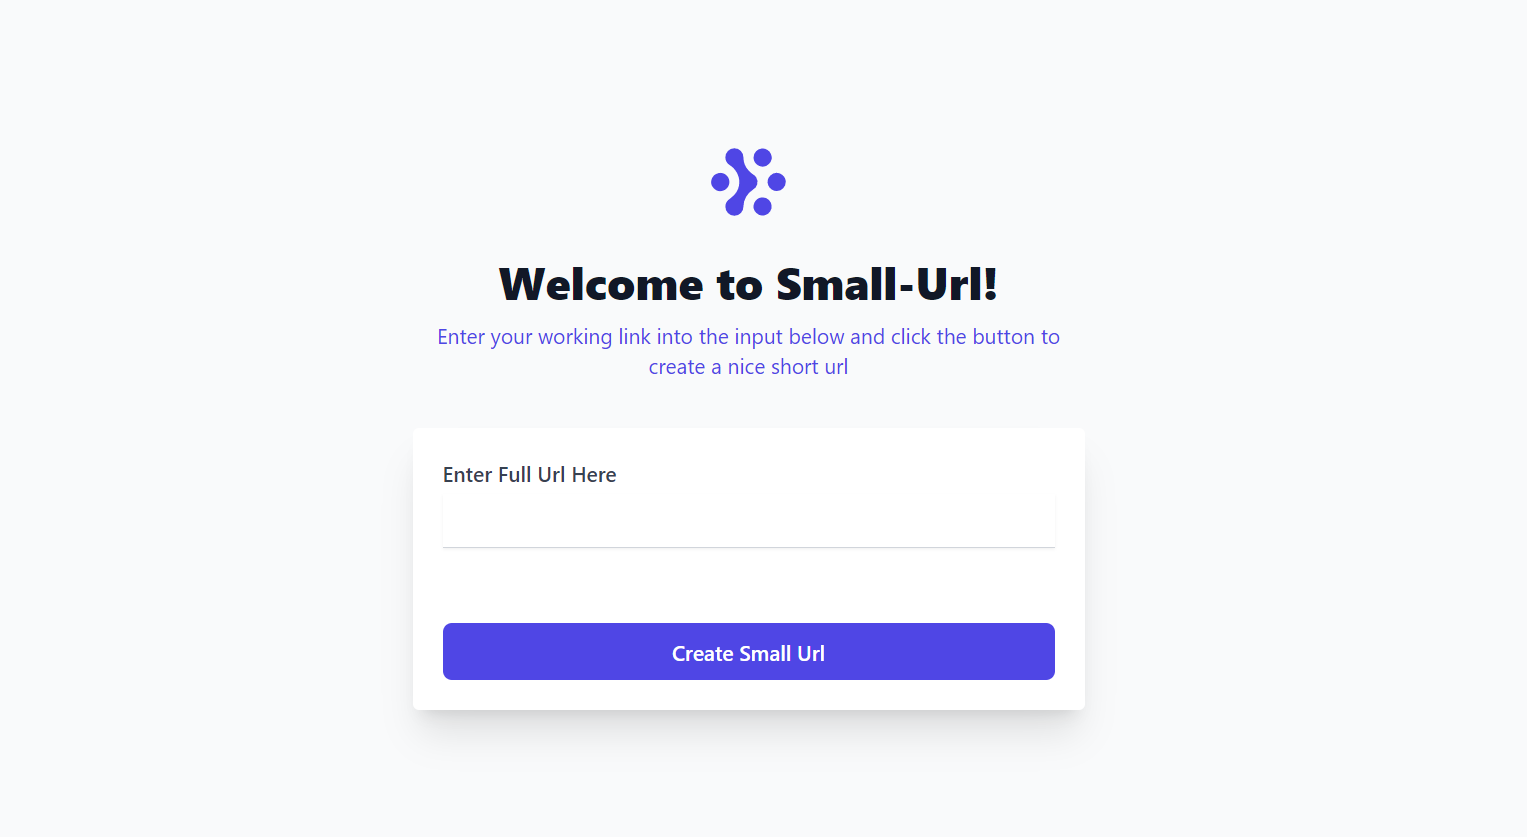 Welcome to Small-Url!
Enter your working link into the input below and click the button to
create a nice short url
Enter Full Url Here
Create Small Url